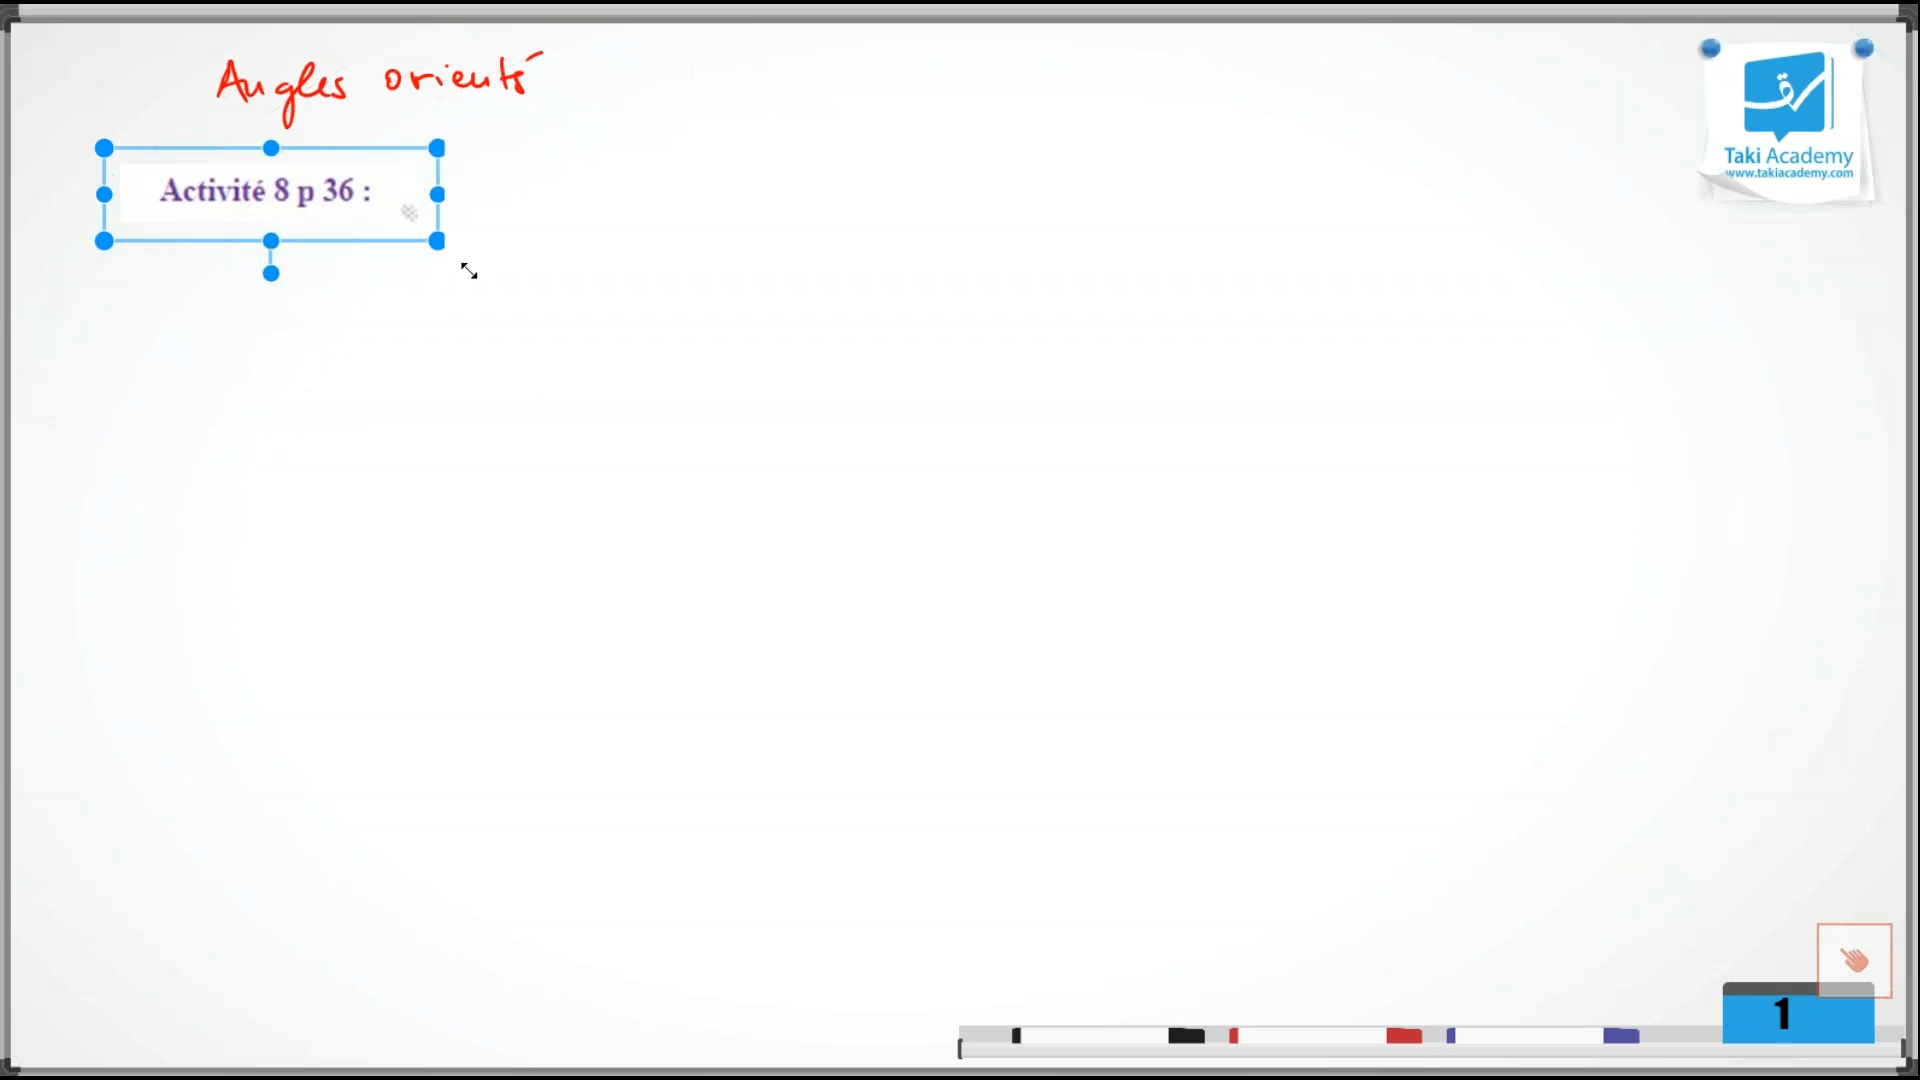 Angles orienté
Activité 8 p 36 :
Taki Academy
www.takiacademy.com
1